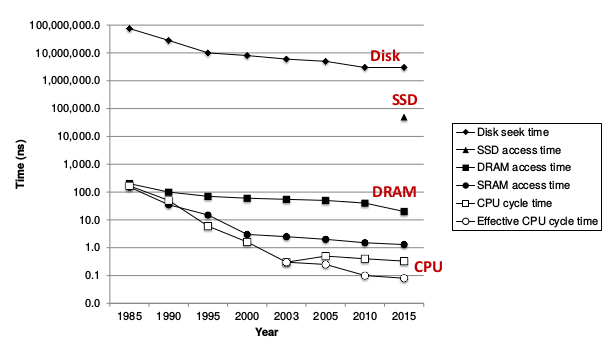 100,000,000.0
10,000,000.0
1,000,000.0
100,000.0
10,000.0
1,000.0
100.0
10.0
1.0
0.1
0.0
Time (ns)
Disk
SSD
DRAM
CPU
1985 1990 1995 2000 2003 2005 2010 2015
Year
Disk seek time
SSD access time
DRAM access time
SRAM access time
CPU cycle time
Effective CPU cycle time